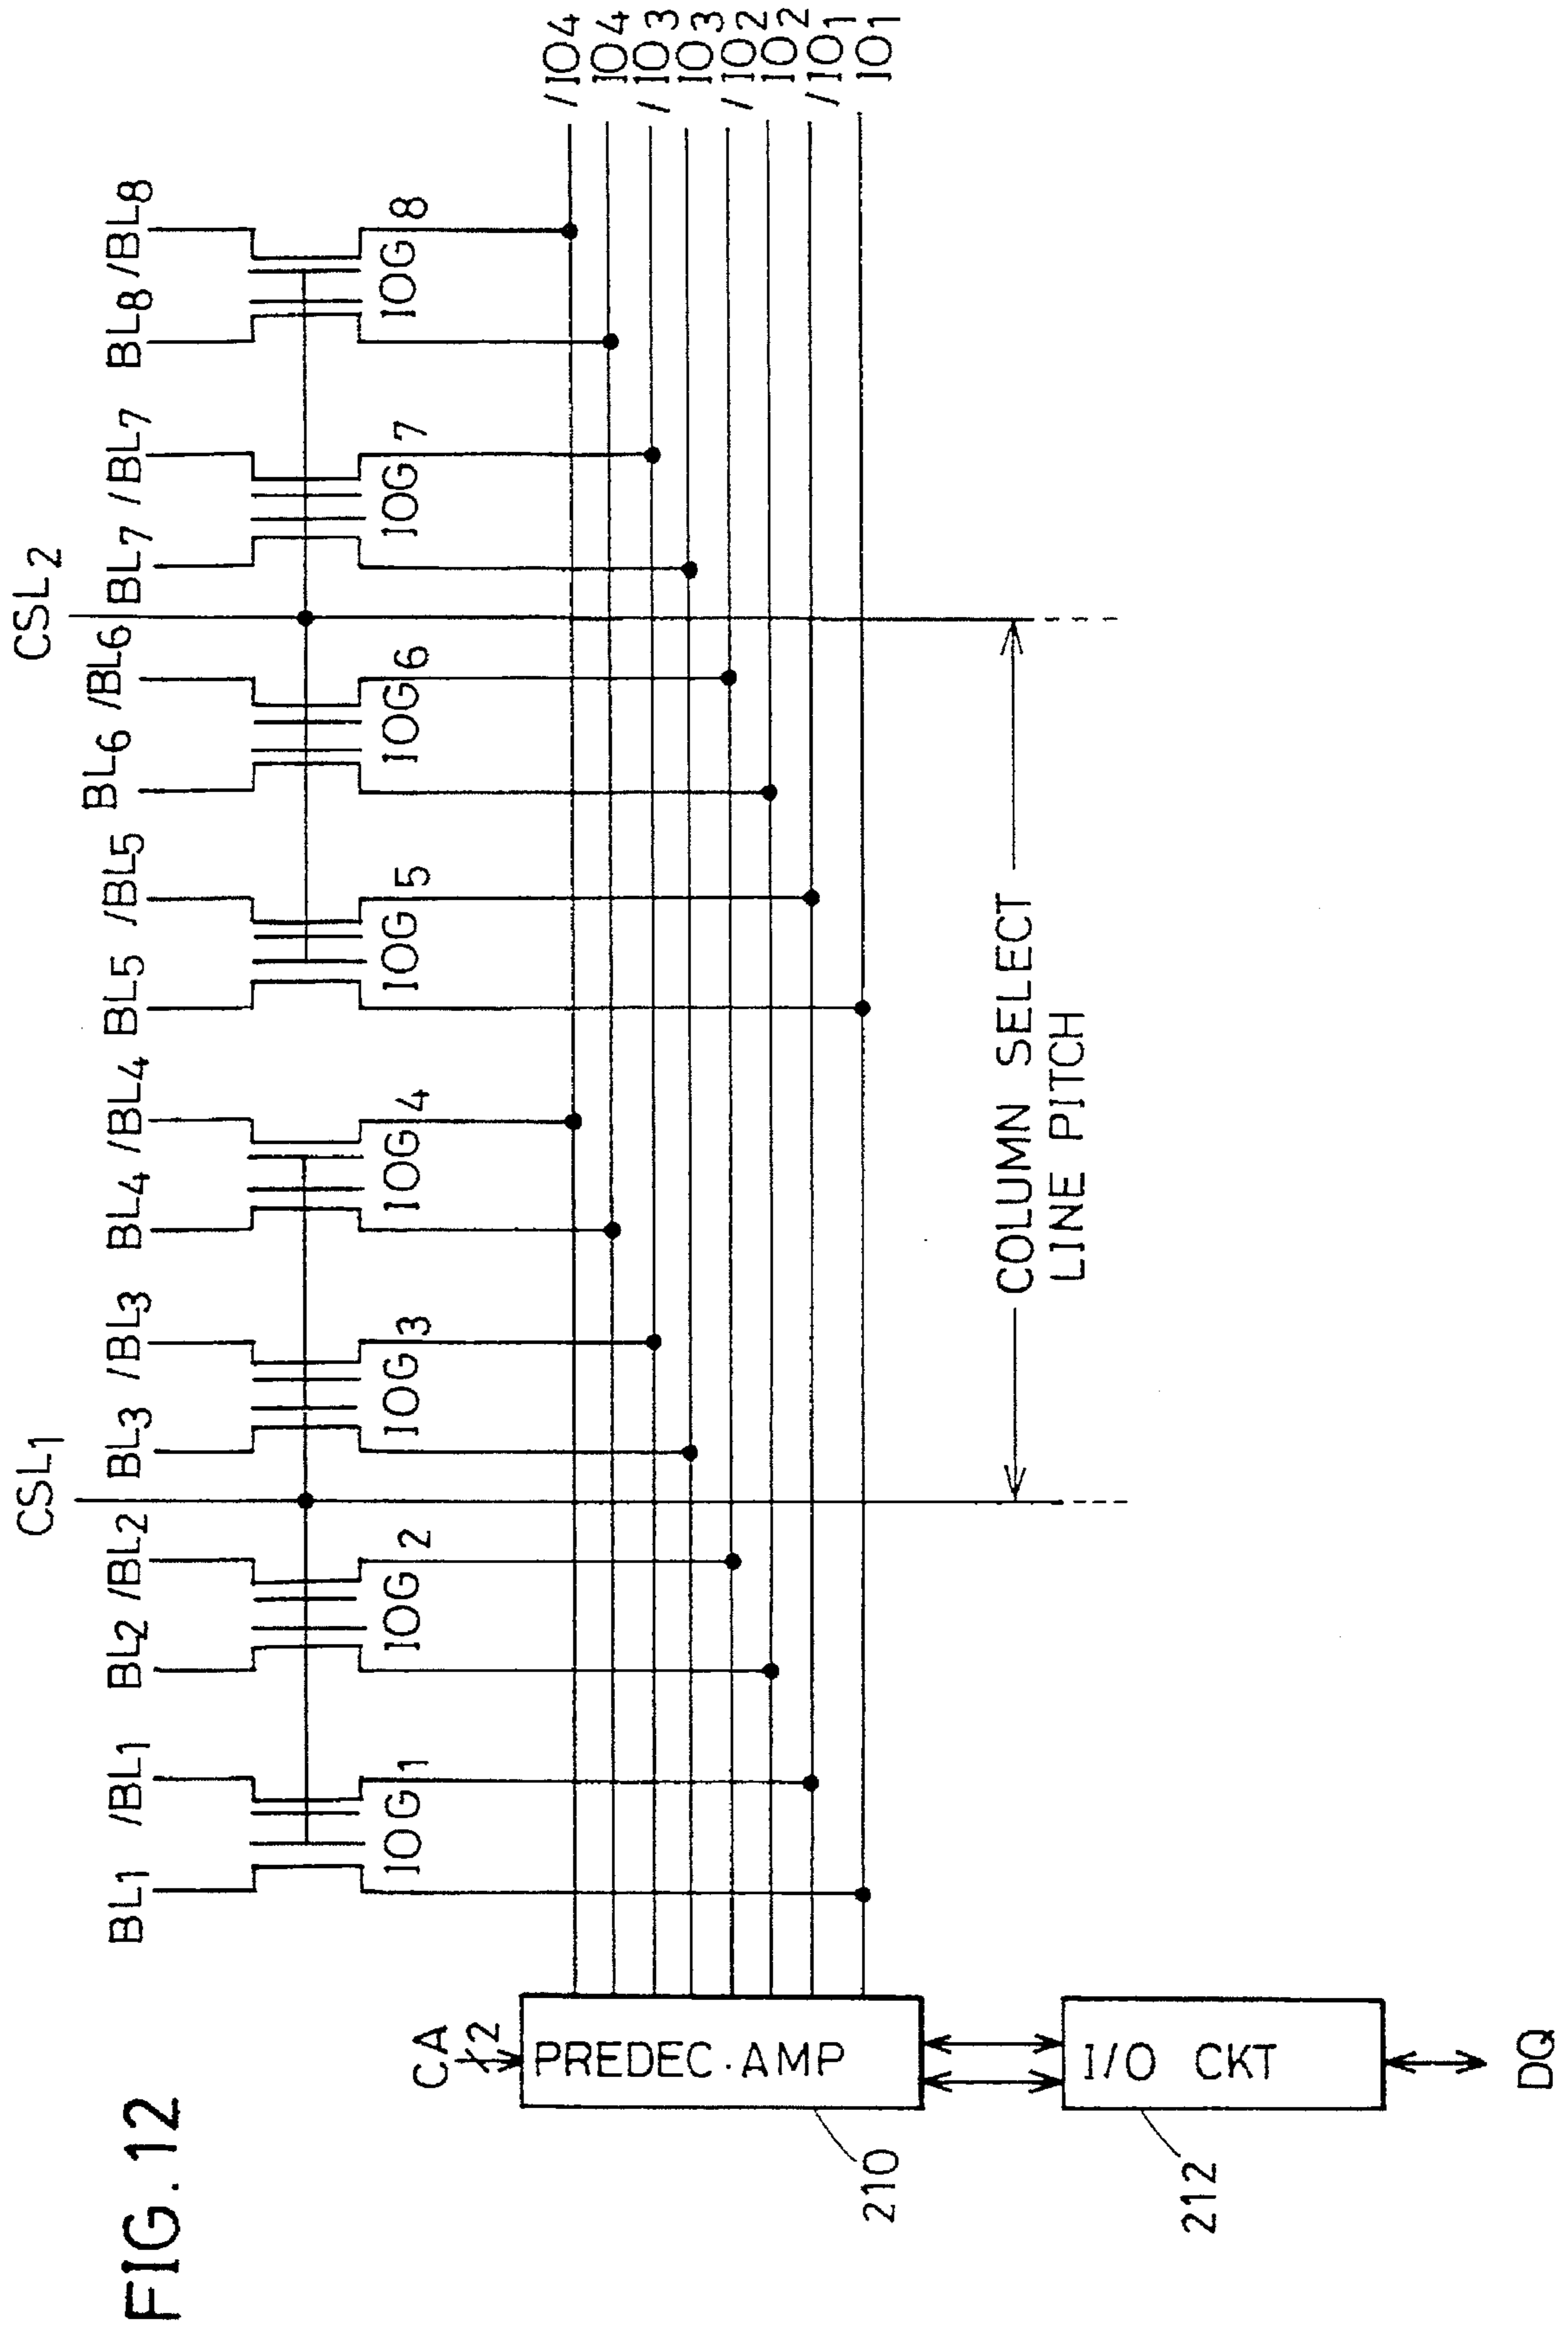 FIG.12
CSL1
CSL2
BL1 /BL1 BL2 /BL2 BL3 /BL3 BL4 /BL4 BL5 /BL5 BL6 /BL6 BL7 /BL7 BL8 /BL8
IOG1 IOG2 IOG3 IOG4 IOG5 IOG6 IOG7 IOG8
CA
2
PREDEC.AMP
210
/IO4
IO4
/IO3
IO3
/IO2
IO2
/IO1
IO1
COLUMN SELECT
LINE PITCH
I/O CKT
212
DQ